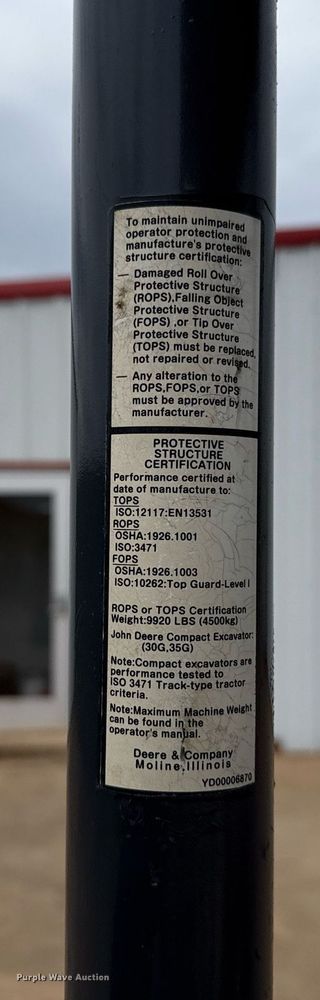 To maintain unimpaired
operator protection and
manufacture's protective
structure certification:
— Damaged Roll Over
Protective Structure
(ROPS),Falling Object
Protective Structure
(FOPS) ,or Tip Over
Protective Structure
(TOPS) must be replaced,
not repaired or revised.
— Any alteration to the
ROPS,FOPS,or TOPS
must be approved by the
manufacturer.
PROTECTIVE
STRUCTURE
CERTIFICATION
Performance certified at
date of manufacture to:
TOPS
ISO:12117:EN13531
ROPS
OSHA:1926.1001
ISO:3471
FOPS
OSHA:1926.1003
ISO:10262:Top Guard-Level I
ROPS or TOPS Certification
Weight:9920 LBS (4500kg)
John Deere Compact Excavator:
(30G,35G)
Note:Compact excavators are
performance tested to
ISO 3471 Track-type tractor
criteria.
Note:Maximum Machine Weight
can be found in the
operator's manual.
Deere & Company
Moline,Illinois
YD00006870
Purple Wave Auction